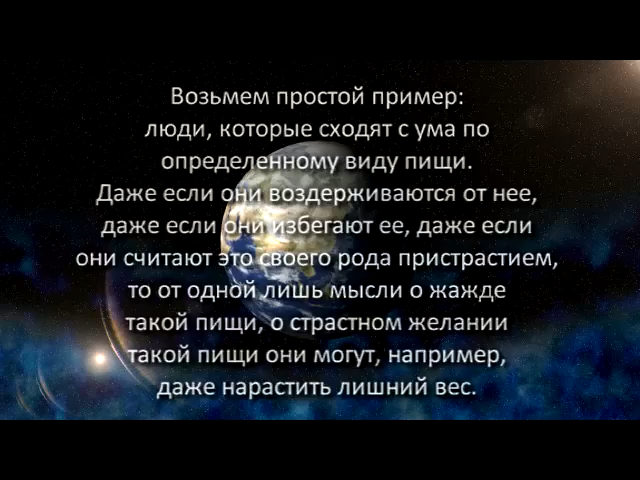 Возьмем простой пример:
люди, которые сходят с ума по
определенному виду пищи.
Даже если они воздерживаются от нее,
даже если они избегают ее, даже если
они считают это своего рода пристрастием,
то от одной лишь мысли о жажде
такой пищи, о страстном желании
такой пищи они могут, например,
даже нарастить лишний вес.